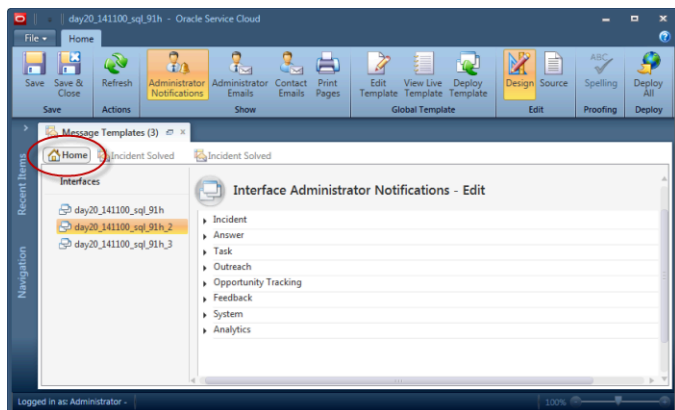 day20_141100_sql_91h - Oracle Service Cloud
File
Home
Save
Save & Close
Refresh
Administrator Notifications
Administrator Emails
Contact Emails
Print Pages
Edit Template
View Live Template
Deploy Template
Design
Source
ABC
Spelling
Deploy All
Save
Actions
Show
Global Template
Edit
Proofing
Deploy
Message Templates (3)
Home
Incident Solved
Incident Solved
Recent Items
Navigation
Interfaces
day20_141100_sql_91h
day20_141100_sql_91h_2
day20_141100_sql_91h_3
Interface Administrator Notifications - Edit
Incident
Answer
Task
Outreach
Opportunity Tracking
Feedback
System
Analytics
Logged in as: Administrator -
100%